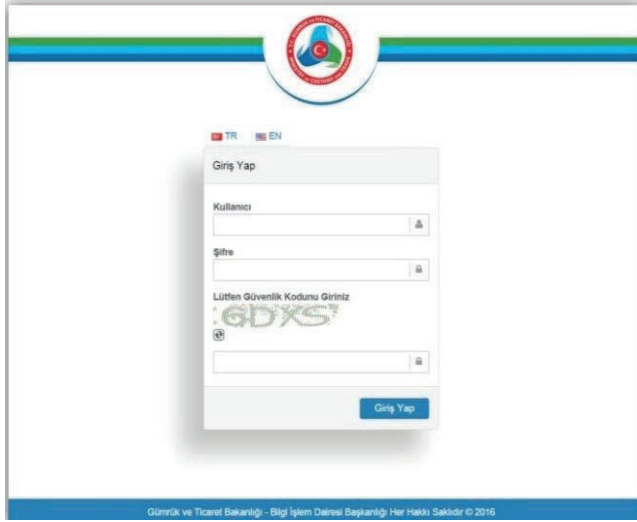 TR EN
Giriş Yap
Kullanıcı
Şifre
Lütfen Güvenlik Kodunu Giriniz
Giriş Yap
Gümrük ve Ticaret Bakanlığı - Bilgi İşlem Dairesi Başkanlığı Her Hakkı Saklıdır © 2016